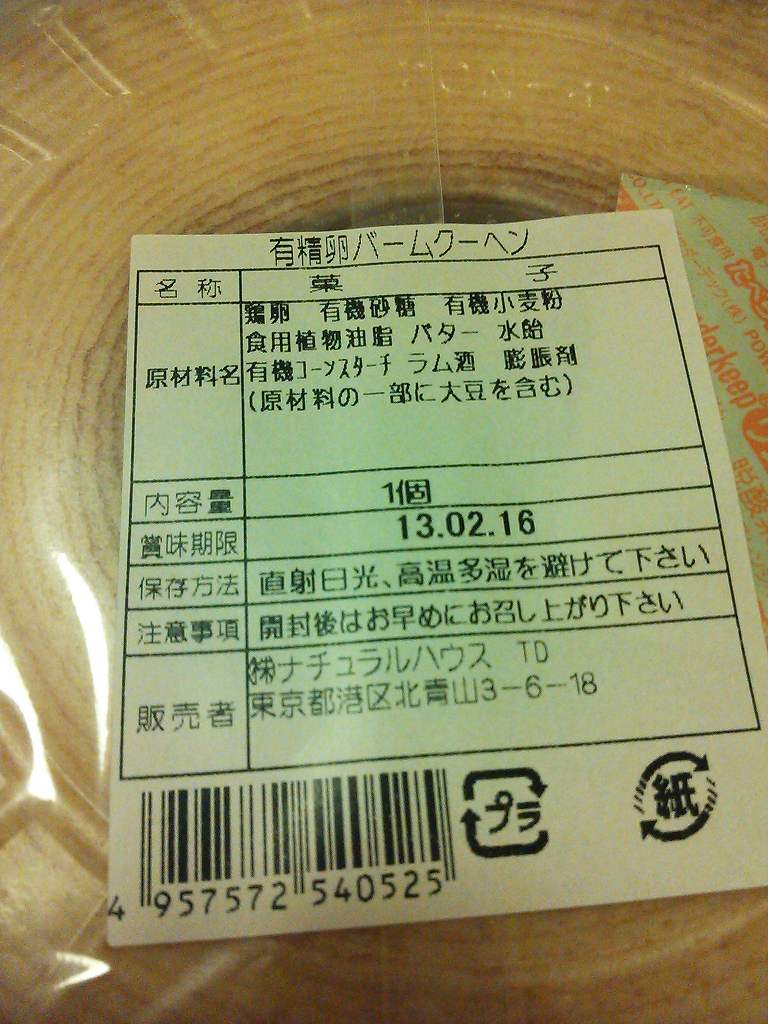 有精卵バームクーヘン
名称 菓子
原材料名 鶏卵 有機砂糖 有機小麦粉
食用植物油脂 バター 水飴
有機コーンスターチ ラム酒 膨脹剤
(原材料の一部に大豆を含む)
内容量 1個
賞味期限 13.02.16
保存方法 直射日光、高温多湿を避けて下さい
注意事項 開封後はお早めにお召し上がり下さい
販売者 ㈱ナチュラルハウス TD
東京都港区北青山3-6-18
プラ
紙
4 957572 540525